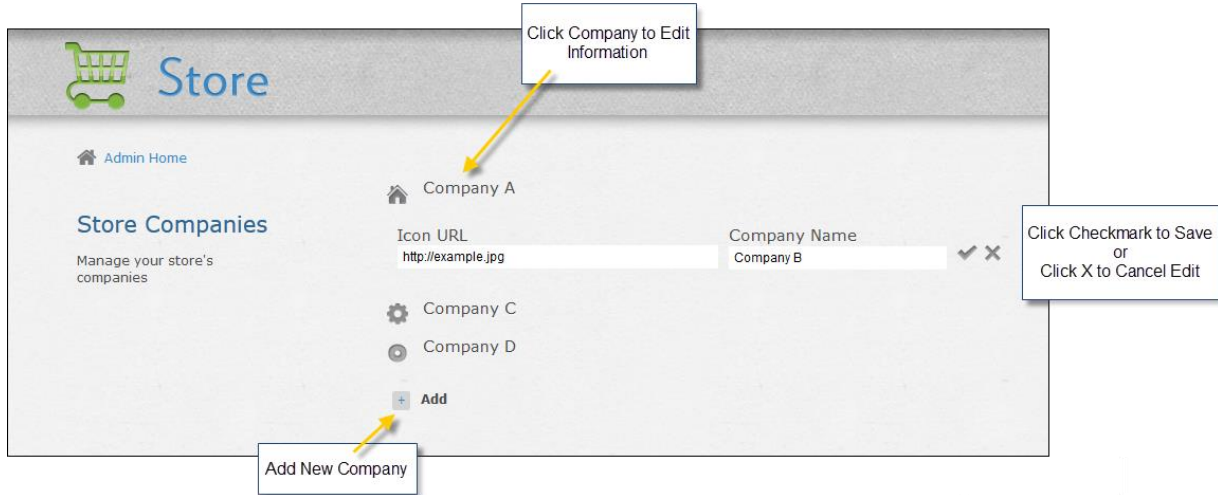 Click Company to Edit
Information
Store
Admin Home
Company A
Store Companies
Manage your store's
companies
Icon URL
Company Name
http://example.jpg
Company B
Click Checkmark to Save
or
Click X to Cancel Edit
Company C
Company D
+ Add
Add New Company